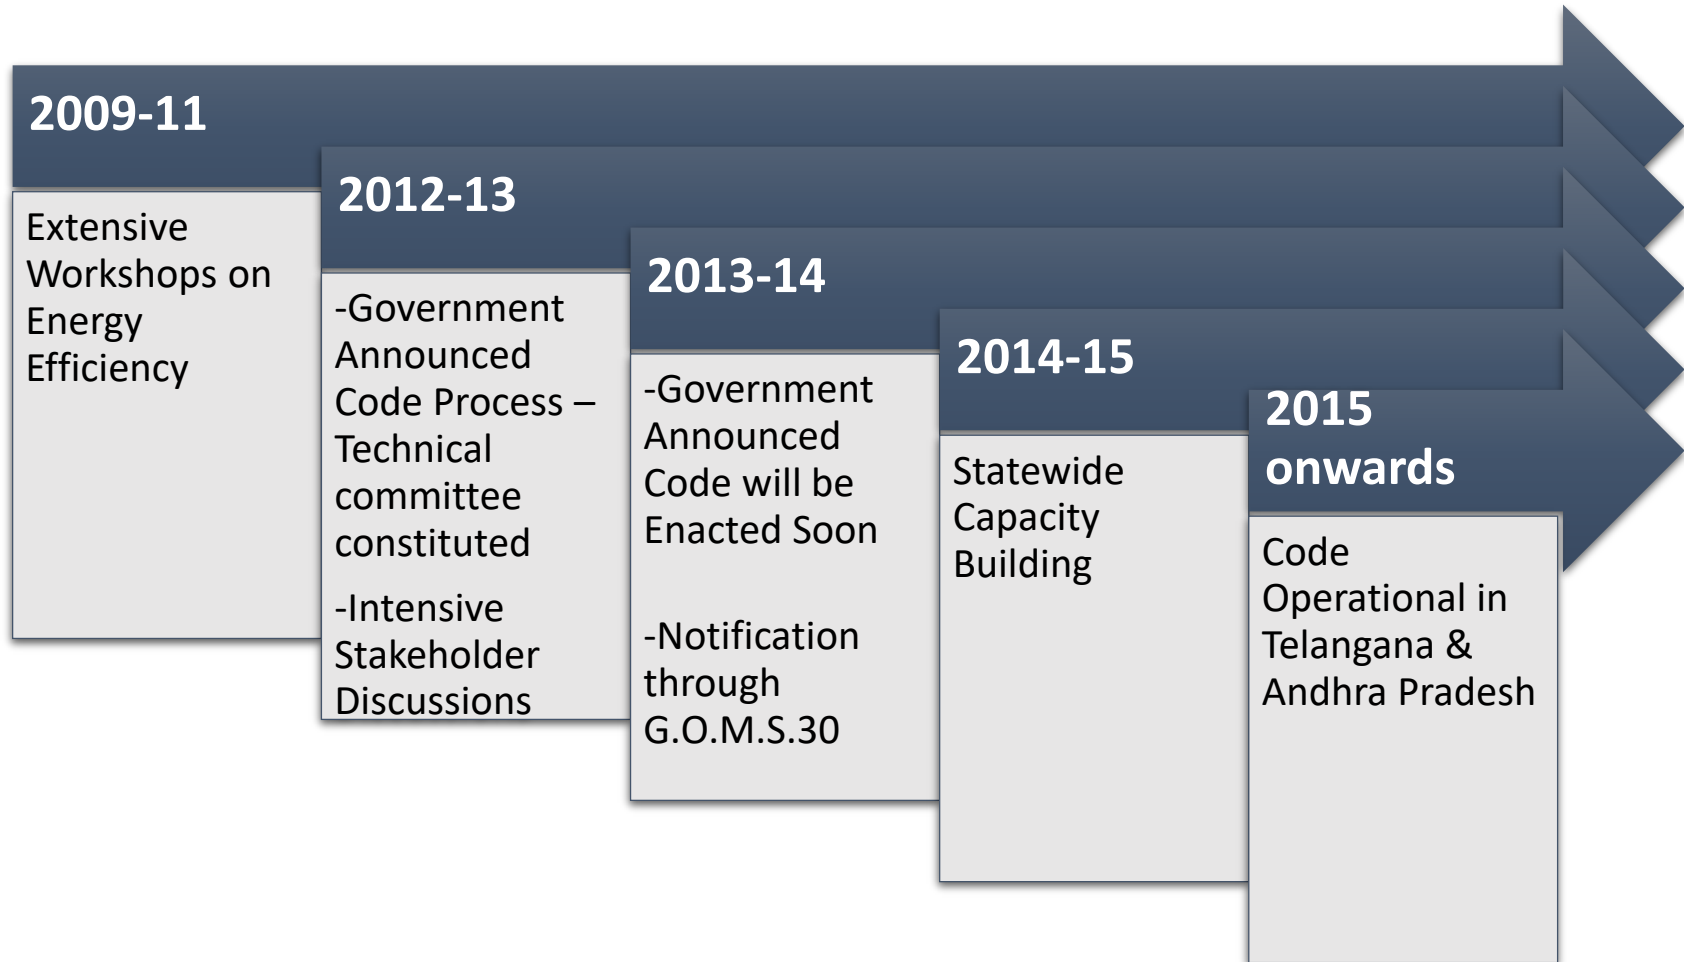 2009-11
Extensive
Workshops on
Energy
Efficiency
2012-13
-Government
Announced
Code Process –
Technical
committee
constituted
-Intensive
Stakeholder
Discussions
2013-14
-Government
Announced
Code will be
Enacted Soon
-Notification
through
G.O.M.S.30
2014-15
Statewide
Capacity
Building
2015
onwards
Code
Operational in
Telangana &
Andhra Pradesh